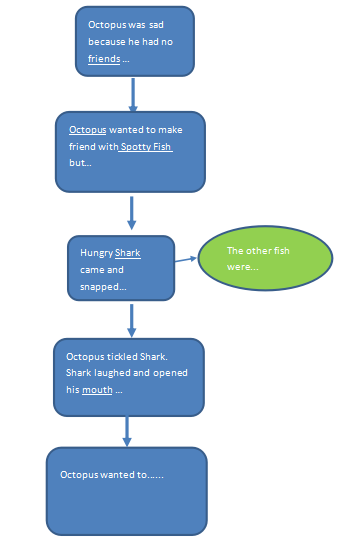 Octopus was sad
because he had no
friends ...
Octopus wanted to make
friend with Spotty Fish
but...
Hungry Shark
came and
snapped...
The other fish
were...
Octopus tickled Shark.
Shark laughed and opened
his mouth ...
Octopus wanted to......